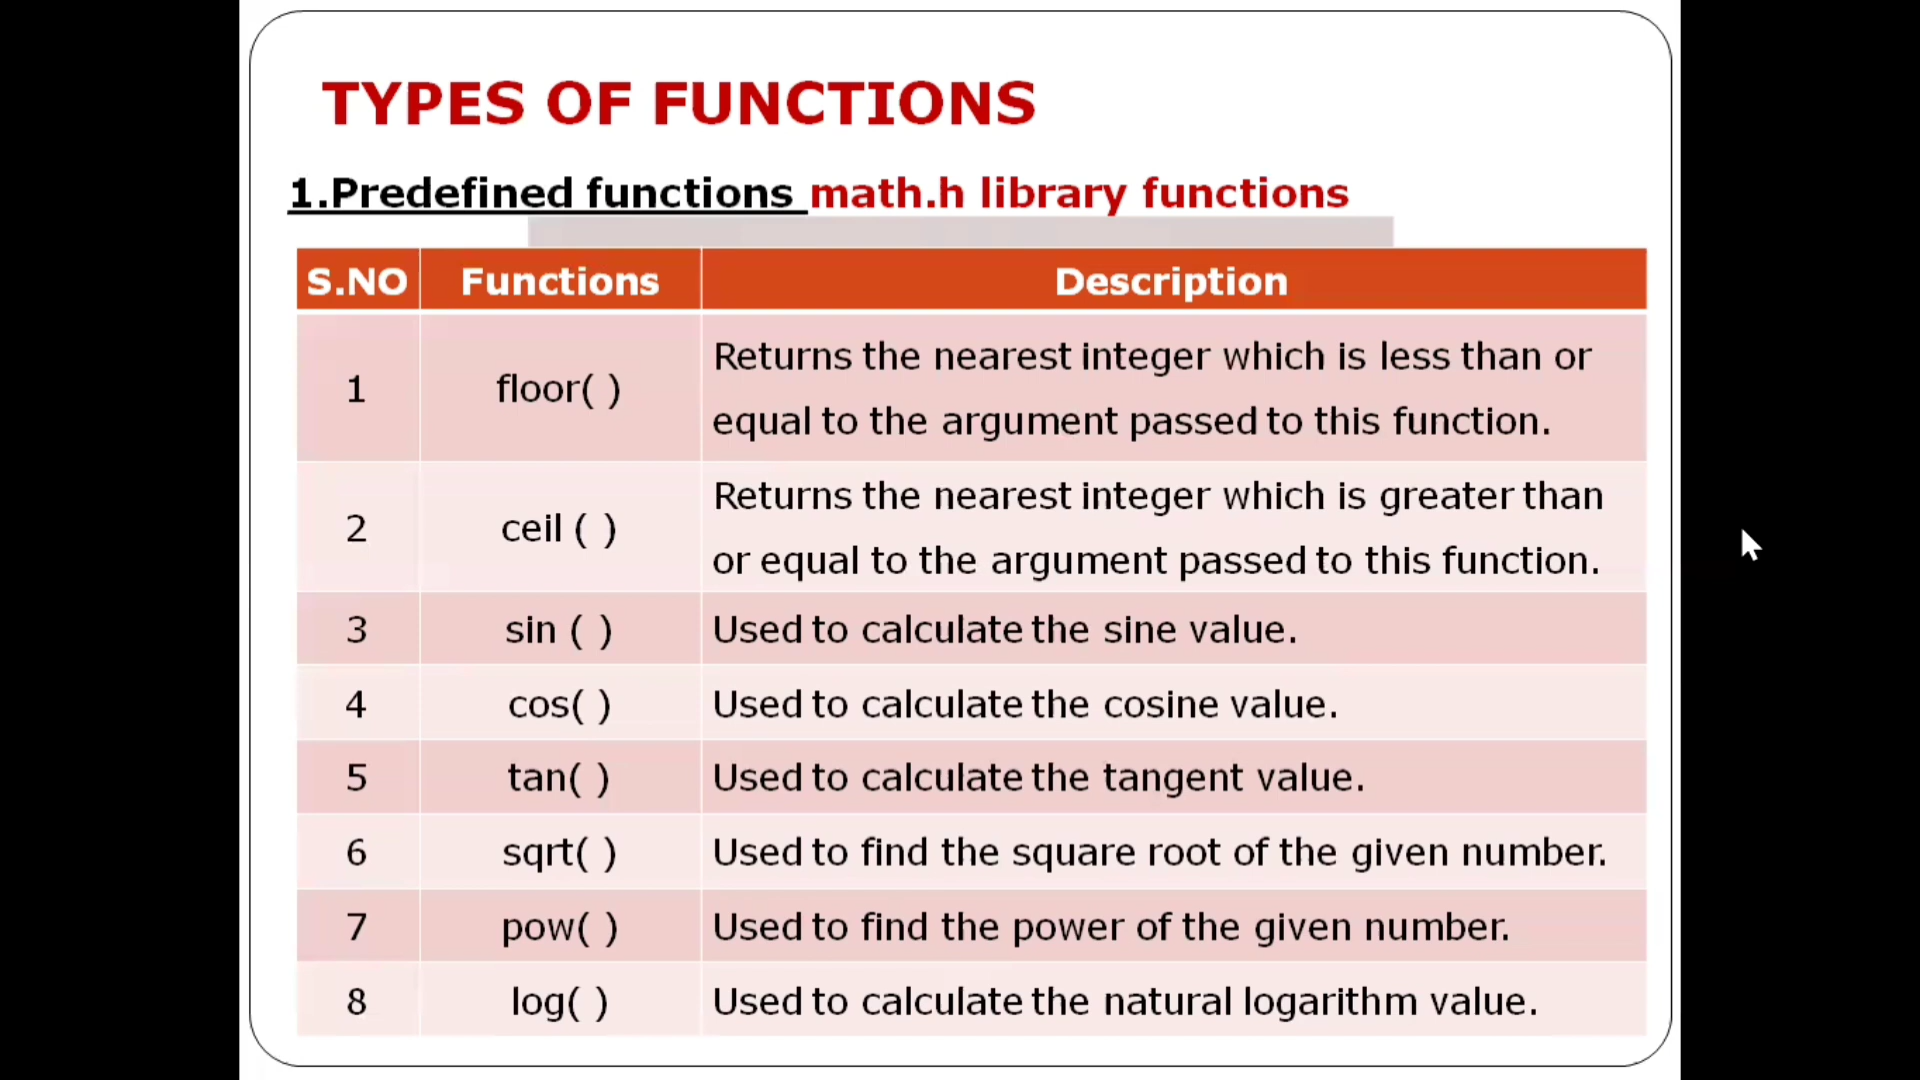 TYPES OF FUNCTIONS
1.Predefined functions math.h library functions
S.NO Functions Description
1 floor( ) Returns the nearest integer which is less than or
equal to the argument passed to this function.
2 ceil ( ) Returns the nearest integer which is greater than
or equal to the argument passed to this function.
3 sin ( ) Used to calculate the sine value.
4 cos( ) Used to calculate the cosine value.
5 tan( ) Used to calculate the tangent value.
6 sqrt( ) Used to find the square root of the given number.
7 pow( ) Used to find the power of the given number.
8 log( ) Used to calculate the natural logarithm value.